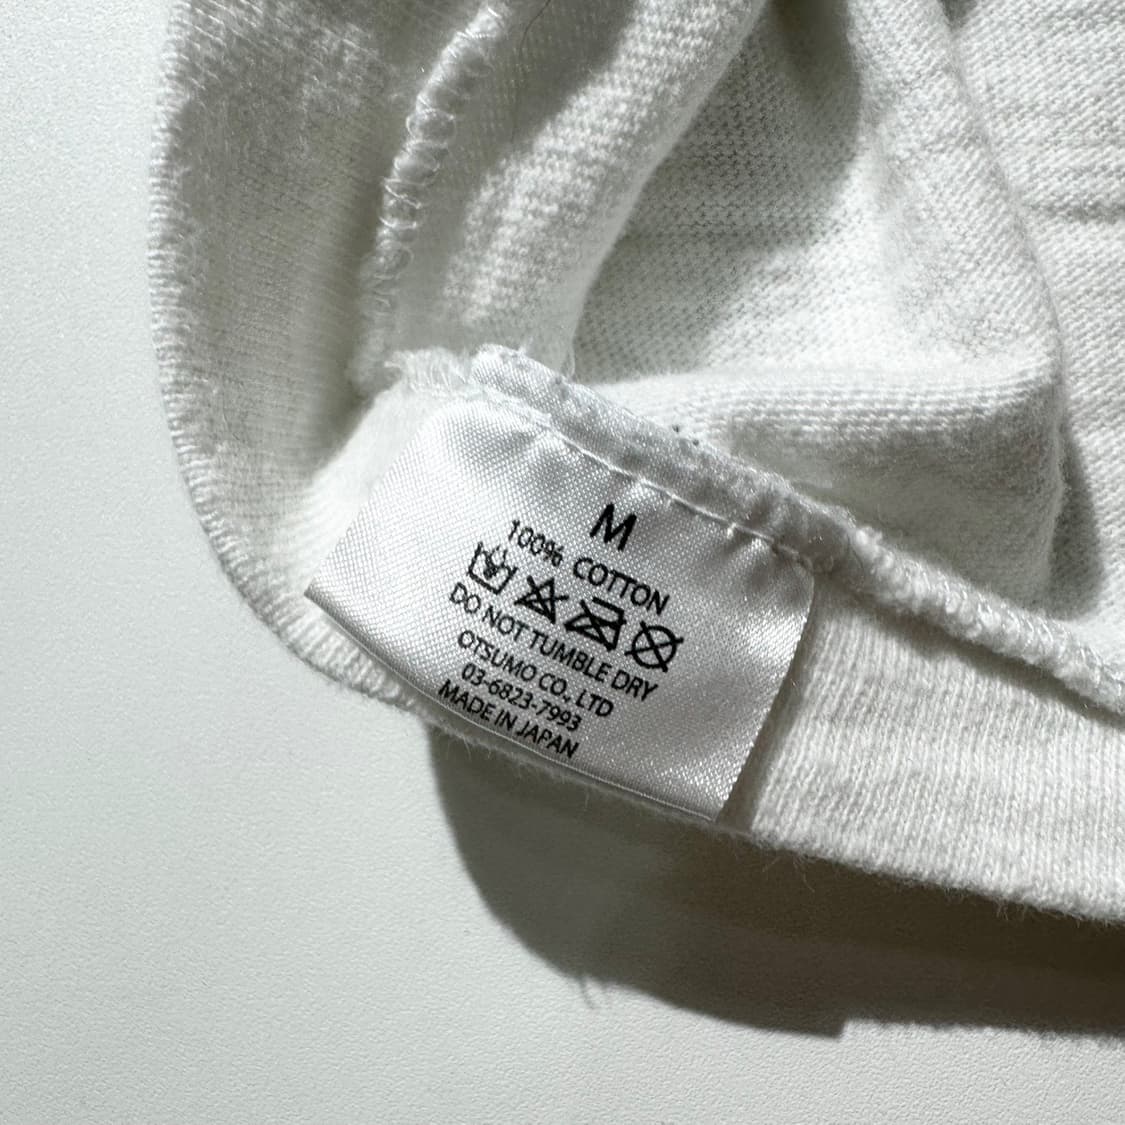 M
100% COTTON
DO NOT TUMBLE DRY
OTSUMO CO., LTD
03-6823-7993
MADE IN JAPAN